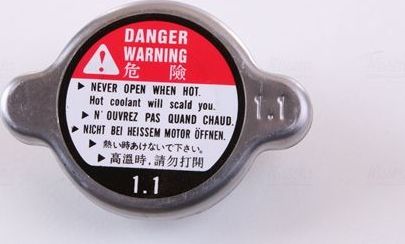 DANGER
WARNING
危 險
▶ NEVER OPEN WHEN HOT.
Hot coolant will scald you.
▶ N'OUVREZ PAS QUAND CHAUD.
▶ NICHT BEI HEISSEM MOTOR ÖFFNEN.
▶ 熱い時あけないで下さい。
▶ 高溫時,請勿打開
1.1
1.1